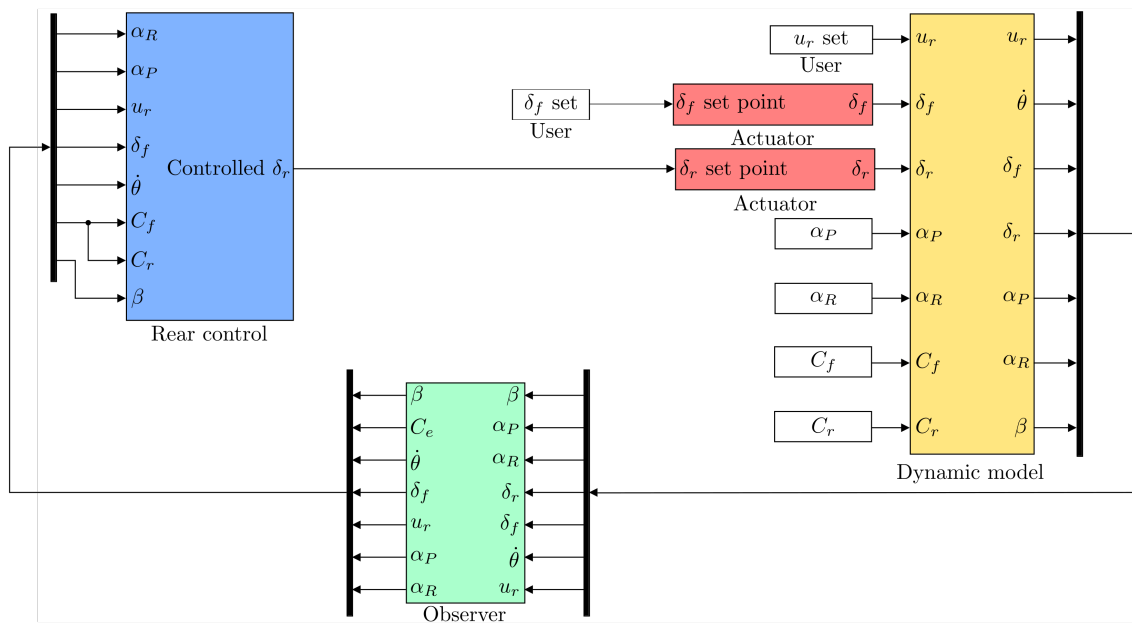 α_R
α_P
u_r
δ_f
θ̇
C_f
C_r
β
Controlled δ_r
Rear control
δ_f set
User
u_r set
User
δ_f set point δ_f
Actuator
δ_r set point δ_r
Actuator
α_P
α_R
C_f
C_r
u_r u_r
δ_f θ̇
δ_r δ_f
α_P δ_r
α_R α_P
C_f α_R
C_r β
Dynamic model
β β
C_e α_P
θ̇ α_R
δ_f δ_r
u_r δ_f
α_P θ̇
α_R u_r
Observer